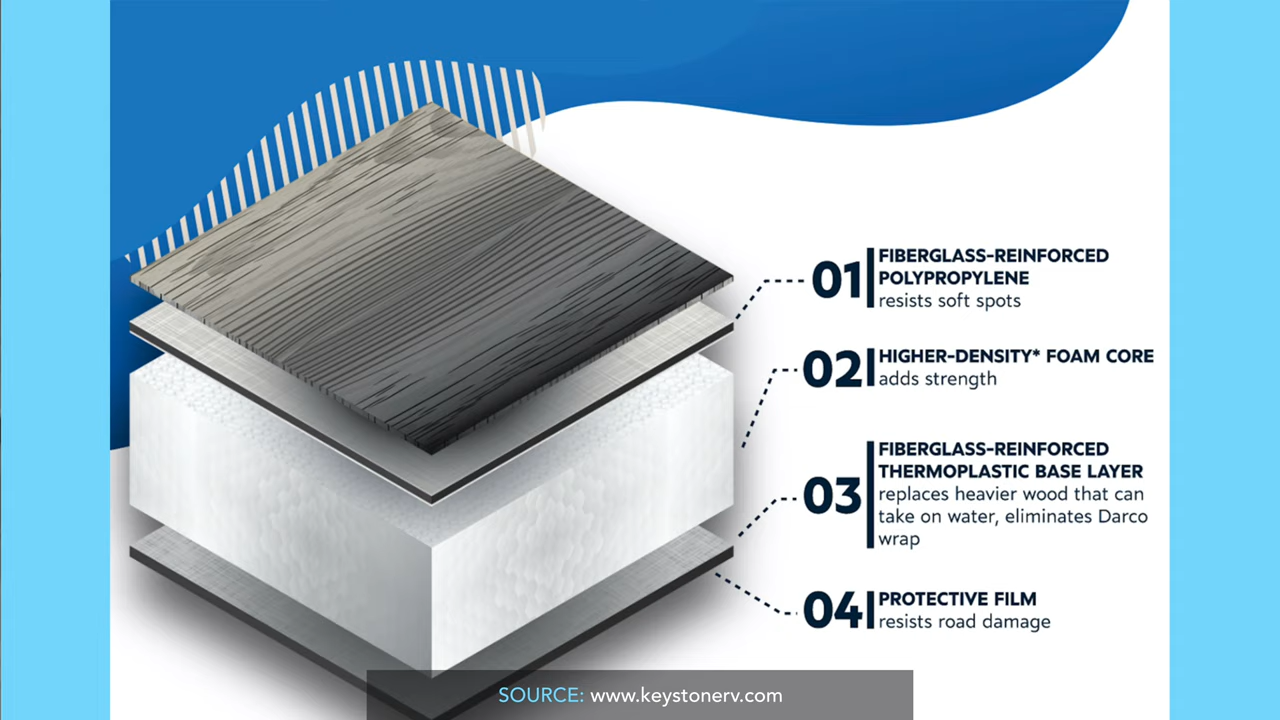 01
FIBERGLASS-REINFORCED
POLYPROPYLENE
resists soft spots
02
HIGHER-DENSITY* FOAM CORE
adds strength
03
FIBERGLASS-REINFORCED
THERMOPLASTIC BASE LAYER
replaces heavier wood that can
take on water, eliminates Darco
wrap
04
PROTECTIVE FILM
resists road damage
SOURCE: www.keystonerv.com